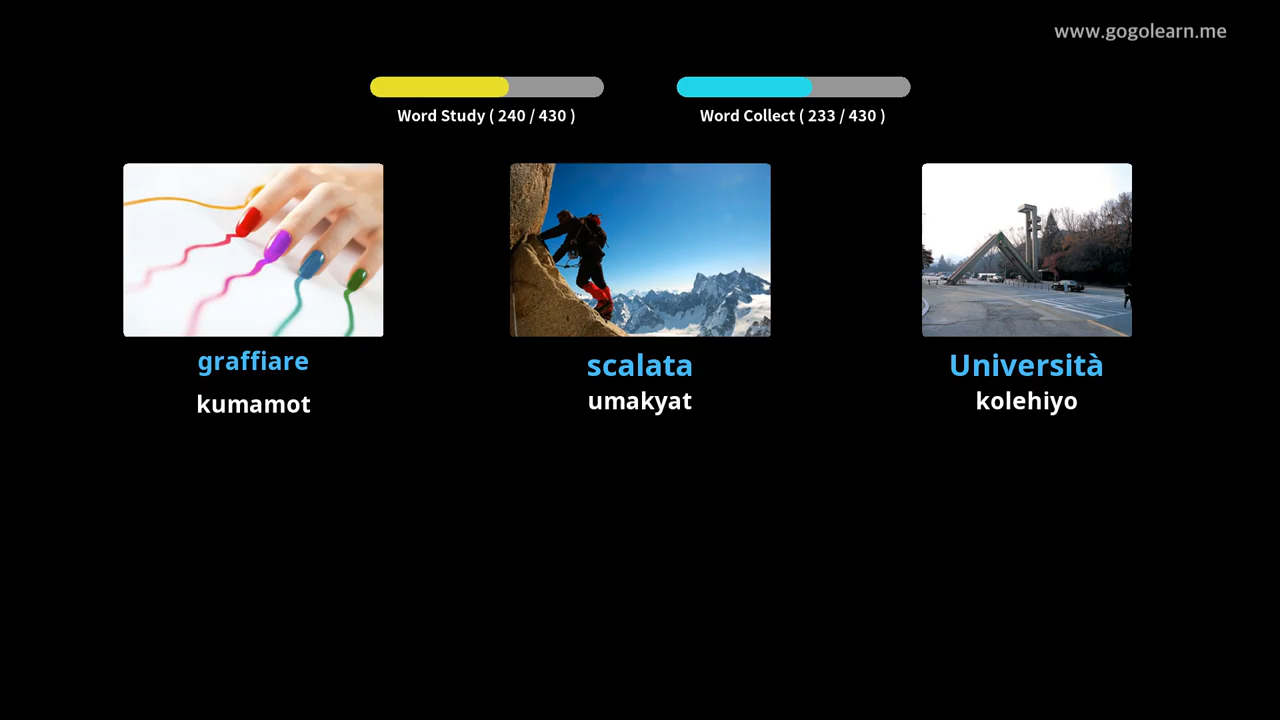 www.gogolearn.me
Word Study ( 240 / 430 )
Word Collect ( 233 / 430 )
graffiare
kumamot
scalata
umakyat
Università
kolehiyo